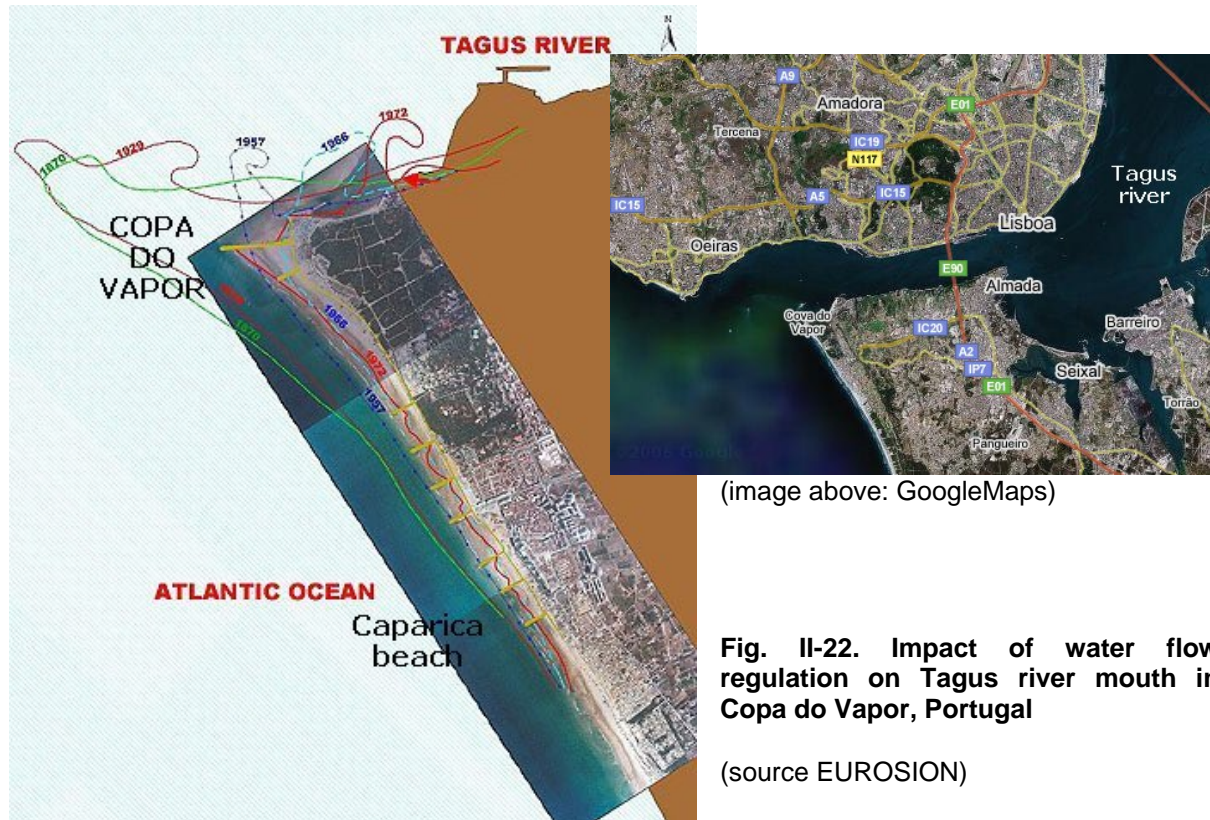 TAGUS RIVER
N
1972
1966
1957
1929
1870
COPA
DO
VAPOR
1966
1972
1957
1870
ATLANTIC OCEAN
Caparica
beach
A9
Amadora
E01
Tercena
IC19
N117
Tagus
river
A5
IC15
IC15
Lisboa
Oeiras
E90
Almada
Cova do
Vapor
IC20
Barreiro
A2
IP7
Seixal
E01
Torrão
Pangueiro
Google
(image above: GoogleMaps)
Fig. II-22. Impact of water flow
regulation on Tagus river mouth in
Copa do Vapor, Portugal
(source EUROSION)